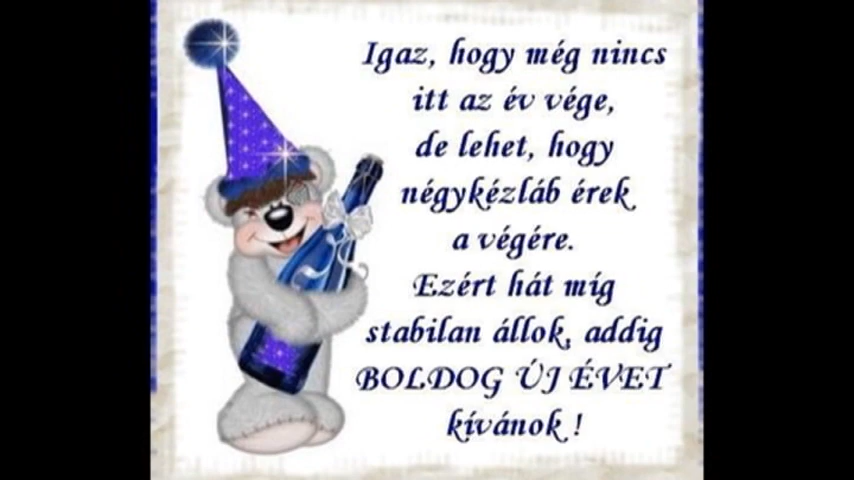 Igaz, hogy még nincs
itt az év vége,
de lehet, hogy
négykézláb érek
a végére.
Ezért hát míg
stabilan állok, addig
BOLDOG ÚJ ÉVET
kívánok !